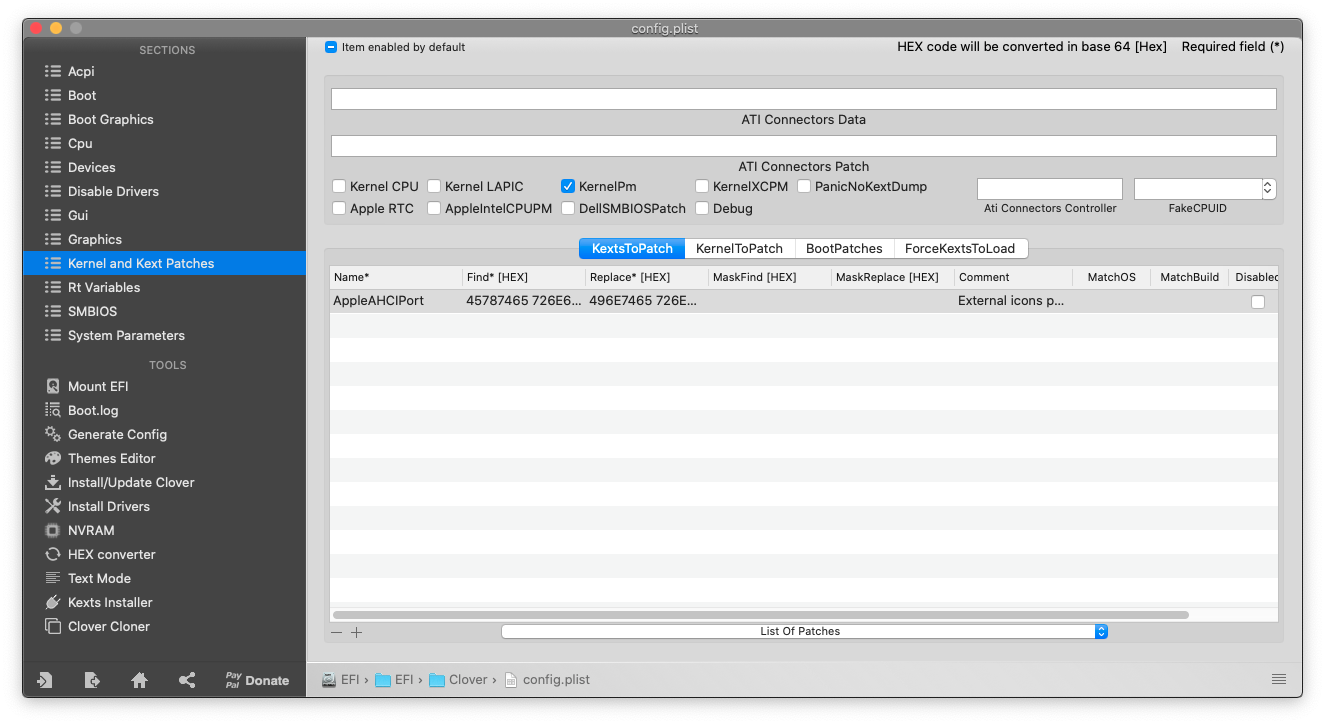 config.plist
SECTIONS
Acpi
Boot
Boot Graphics
Cpu
Devices
Disable Drivers
Gui
Graphics
Kernel and Kext Patches
Rt Variables
SMBIOS
System Parameters
TOOLS
Mount EFI
Boot.log
Generate Config
Themes Editor
Install/Update Clover
Install Drivers
NVRAM
HEX converter
Text Mode
Kexts Installer
Clover Cloner
Pay Pal Donate
Item enabled by default HEX code will be converted in base 64 [Hex] Required field (*)
ATI Connectors Data
ATI Connectors Patch
Kernel CPU Kernel LAPIC KernelPm KernelXCPM PanicNoKextDump
Apple RTC AppleIntelCPUPM DellSMBIOSPatch Debug Ati Connectors Controller FakeCPUID
KextsToPatch KernelToPatch BootPatches ForceKextsToLoad
Name* Find* [HEX] Replace* [HEX] MaskFind [HEX] MaskReplace [HEX] Comment MatchOS MatchBuild Disabled
AppleAHCIPort 45787465 726E6... 496E7465 726E... External icons p...
List Of Patches
EFI › EFI › Clover › config.plist